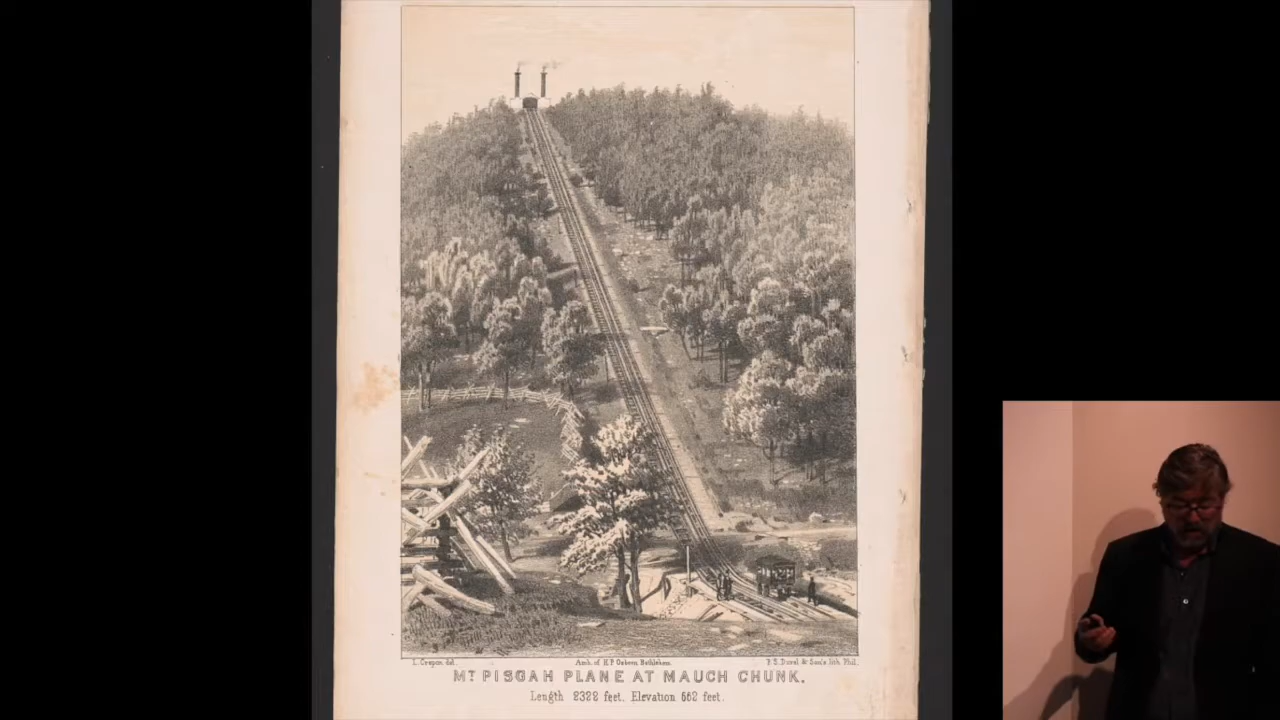 L. Crepon del.
Amb. of H. P. Osborn Bethlehem.
P. S. Duval & Son's lith. Phil.
MT. PISGAH PLANE AT MAUCH CHUNK.
Length 2322 feet. Elevation 662 feet.